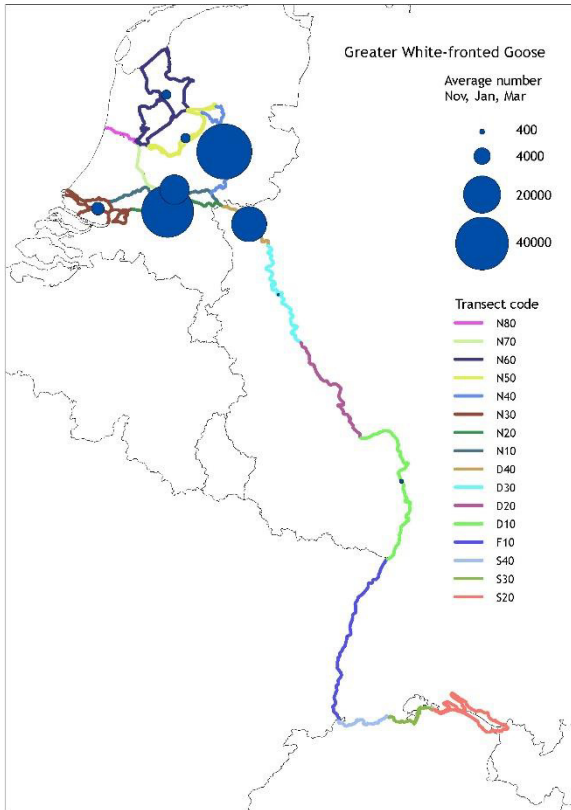 Greater White-fronted Goose
Average number
Nov, Jan, Mar
400
4000
20000
40000
Transect code
N80
N70
N60
N50
N40
N30
N20
N10
D40
D30
D20
D10
F10
S40
S30
S20